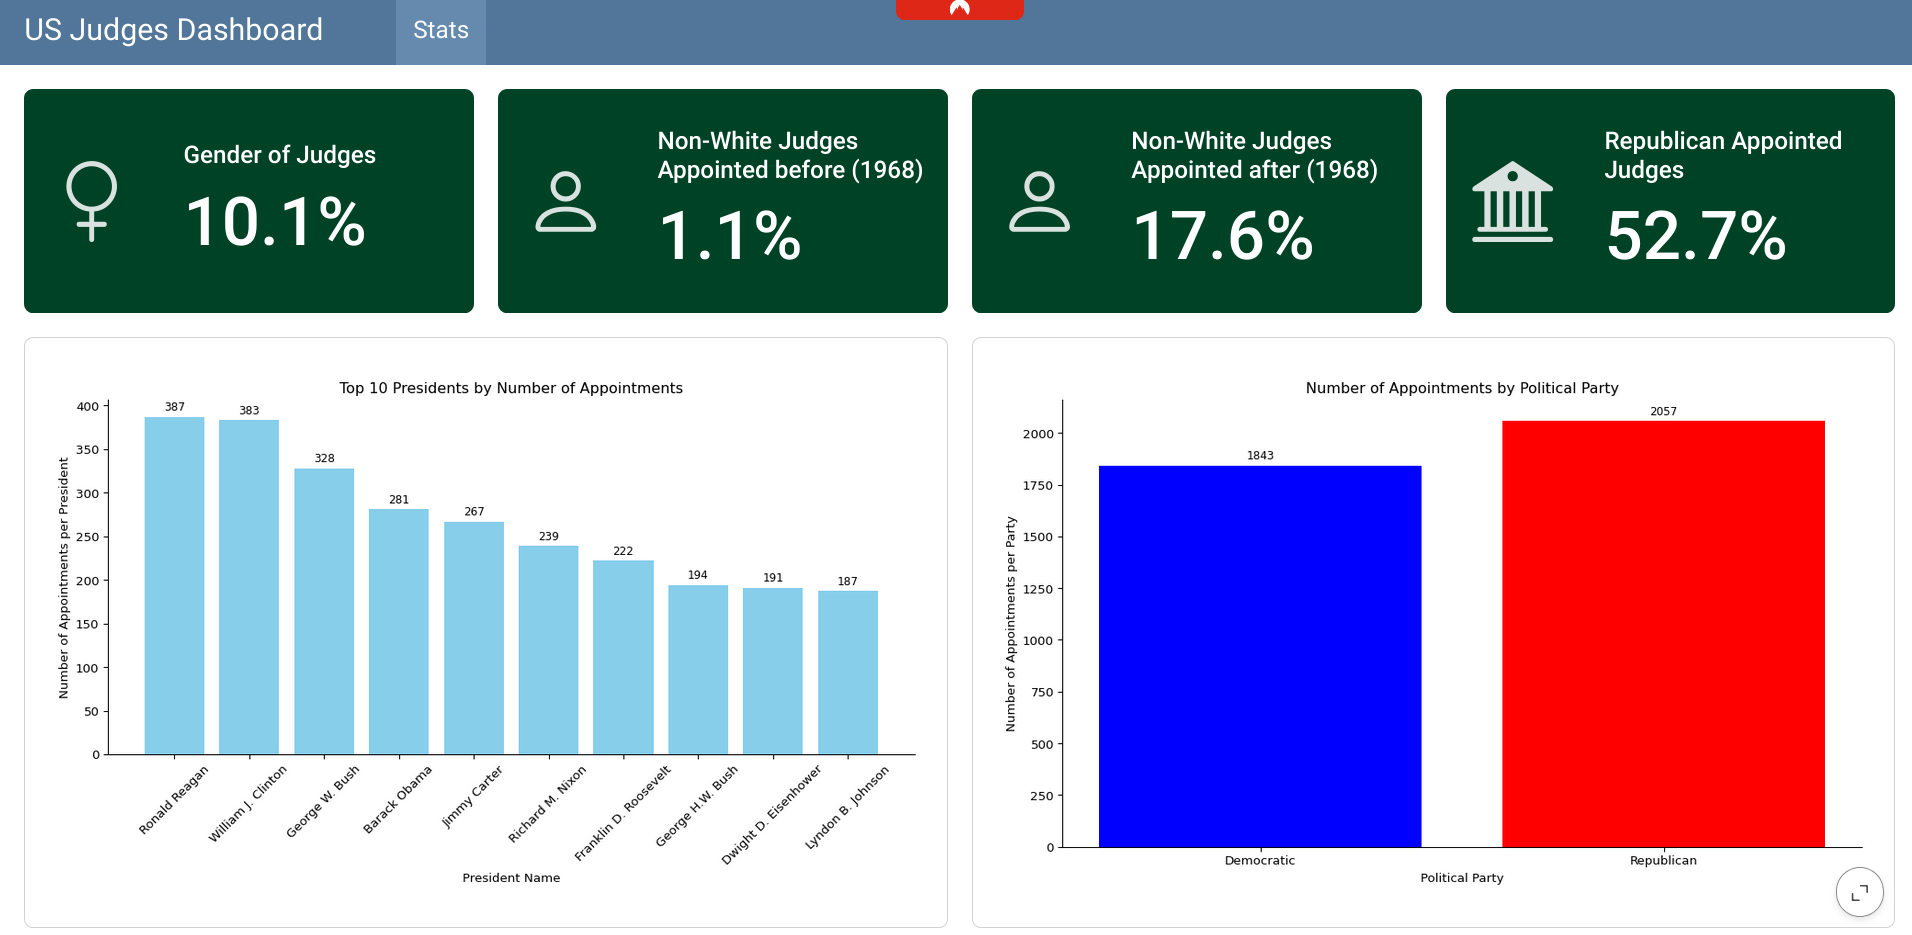 US Judges Dashboard
Stats
Gender of Judges
10.1%
Non-White Judges
Appointed before (1968)
1.1%
Non-White Judges
Appointed after (1968)
17.6%
Republican Appointed
Judges
52.7%
Top 10 Presidents by Number of Appointments
Number of Appointments per President
400
350
300
250
200
150
100
50
0
387
383
328
281
267
239
222
194
191
187
Ronald Reagan
William J. Clinton
George W. Bush
Barack Obama
Jimmy Carter
Richard M. Nixon
Franklin D. Roosevelt
George H.W. Bush
Dwight D. Eisenhower
Lyndon B. Johnson
President Name
Number of Appointments by Political Party
Number of Appointments per Party
2000
1750
1500
1250
1000
750
500
250
0
1843
2057
Democratic
Republican
Political Party